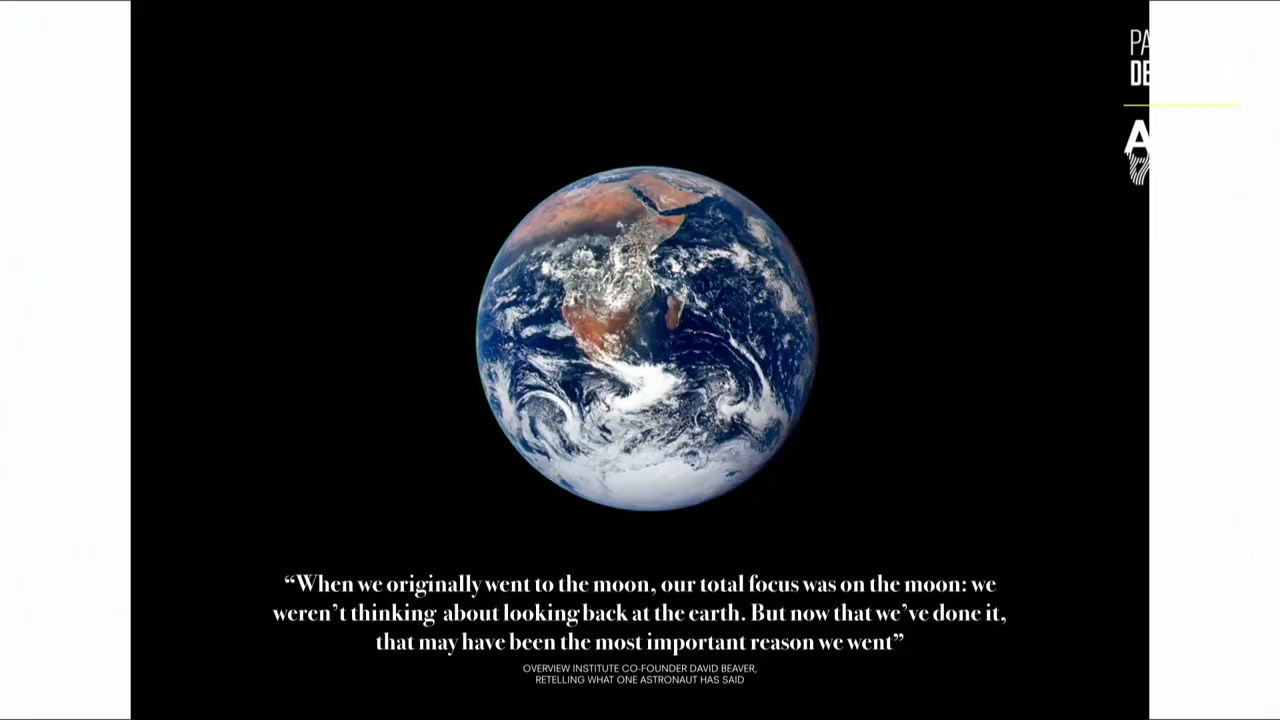 PA
DE
A
“When we originally went to the moon, our total focus was on the moon: we
weren’t thinking about looking back at the earth. But now that we’ve done it,
that may have been the most important reason we went”
OVERVIEW INSTITUTE CO-FOUNDER DAVID BEAVER,
RETELLING WHAT ONE ASTRONAUT HAS SAID